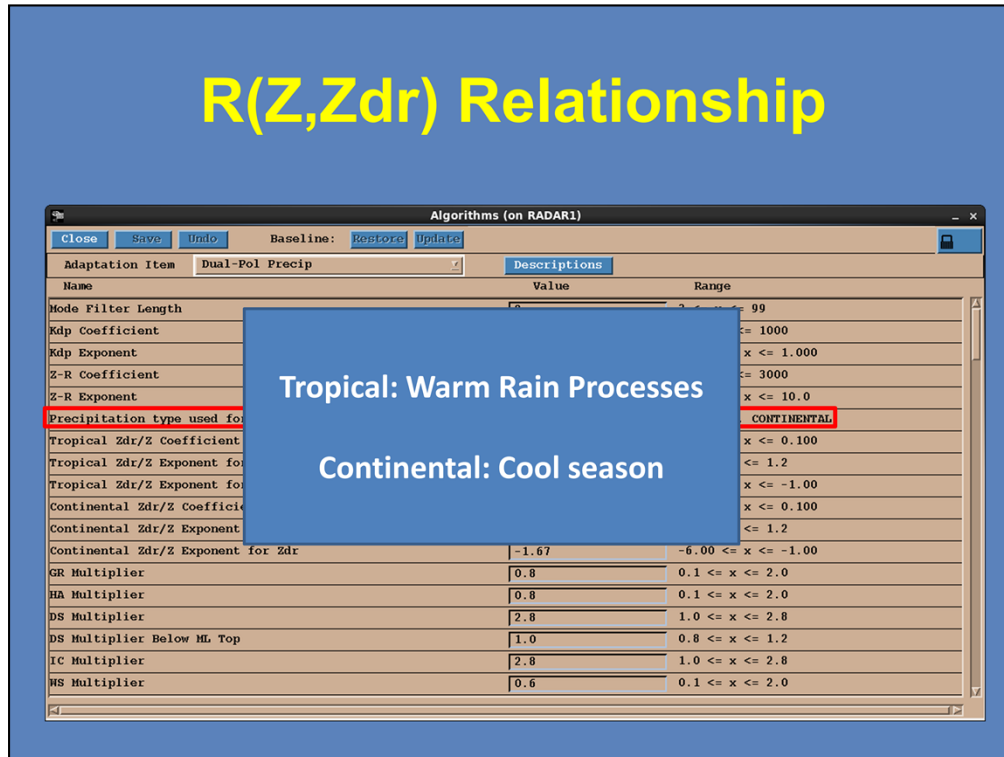 R(Z,Zdr) Relationship
Algorithms (on RADAR1)
Close Save Undo Baseline: Restore Update
Adaptation Item Dual-Pol Precip Descriptions
Name Value Range
Mode Filter Length <= 99
Kdp Coefficient <= 1000
Kdp Exponent x <= 1.000
Z-R Coefficient <= 3000
Z-R Exponent x <= 10.0
Precipitation type used CONTINENTAL
Tropical Zdr/Z Coefficient x <= 0.100
Tropical Zdr/Z Exponent <= 1.2
Tropical Zdr/Z Exponent x <= -1.00
Continental Zdr/Z x <= 0.100
Continental Zdr/Z Exponent <= 1.2
Tropical: Warm Rain Processes
Continental: Cool season
Continental Zdr/Z Exponent for Zdr -1.67 -6.00 <= x <= -1.00
GR Multiplier 0.8 0.1 <= x <= 2.0
HA Multiplier 0.8 0.1 <= x <= 2.0
DS Multiplier 2.8 1.0 <= x <= 2.8
DS Multiplier Below ML Top 1.0 0.8 <= x <= 1.2
IC Multiplier 2.8 1.0 <= x <= 2.8
WS Multiplier 0.6 0.1 <= x <= 2.0